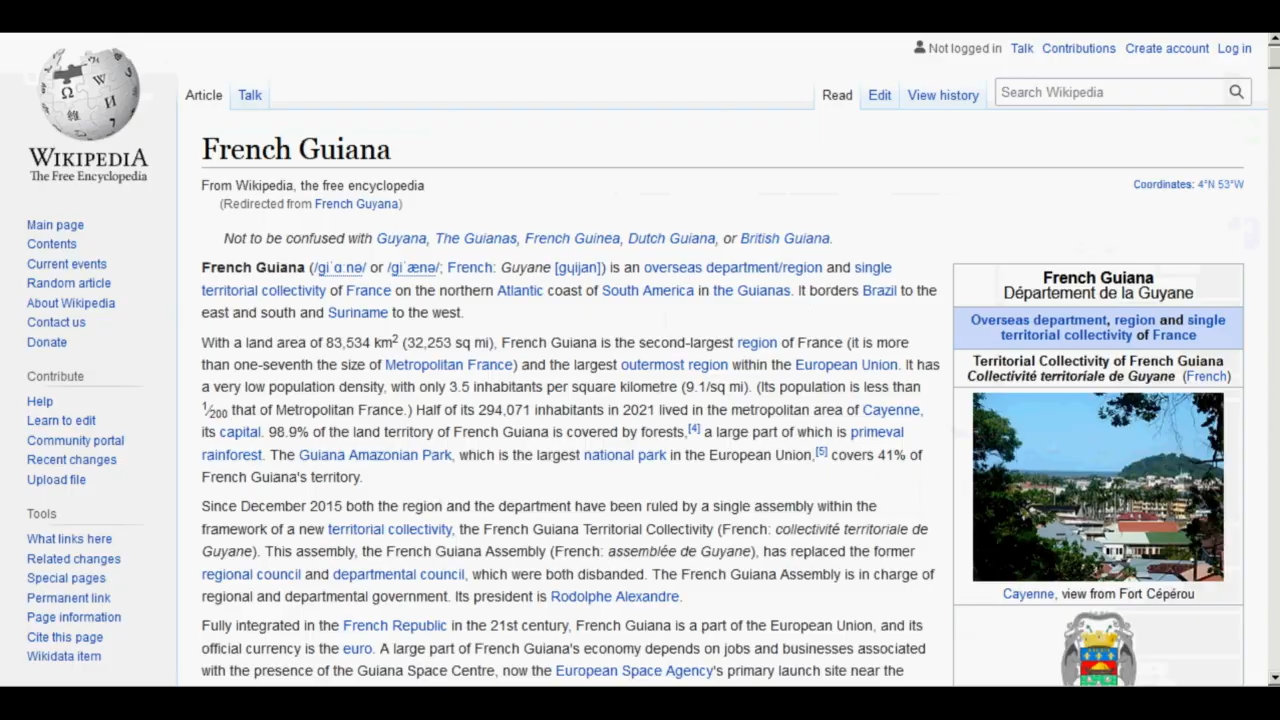 Not logged in Talk Contributions Create account Log in
Article Talk Read Edit View history Search Wikipedia
WIKIPEDIA
The Free Encyclopedia
Main page
Contents
Current events
Random article
About Wikipedia
Contact us
Donate
Contribute
Help
Learn to edit
Community portal
Recent changes
Upload file
Tools
What links here
Related changes
Special pages
Permanent link
Page information
Cite this page
Wikidata item
French Guiana
From Wikipedia, the free encyclopedia
Coordinates: 4°N 53°W
(Redirected from French Guyana)
Not to be confused with Guyana, The Guianas, French Guinea, Dutch Guiana, or British Guiana.
French Guiana (/ɡiˈɑːnə/ or /ɡiˈænə/; French: Guyane [ɡɥijan]) is an overseas department/region and single
territorial collectivity of France on the northern Atlantic coast of South America in the Guianas. It borders Brazil to the
east and south and Suriname to the west.
With a land area of 83,534 km2 (32,253 sq mi), French Guiana is the second-largest region of France (it is more
than one-seventh the size of Metropolitan France) and the largest outermost region within the European Union. It has
a very low population density, with only 3.5 inhabitants per square kilometre (9.1/sq mi). (Its population is less than
1⁄200 that of Metropolitan France.) Half of its 294,071 inhabitants in 2021 lived in the metropolitan area of Cayenne,
its capital. 98.9% of the land territory of French Guiana is covered by forests,[4] a large part of which is primeval
rainforest. The Guiana Amazonian Park, which is the largest national park in the European Union,[5] covers 41% of
French Guiana's territory.
Since December 2015 both the region and the department have been ruled by a single assembly within the
framework of a new territorial collectivity, the French Guiana Territorial Collectivity (French: collectivité territoriale de
Guyane). This assembly, the French Guiana Assembly (French: assemblée de Guyane), has replaced the former
regional council and departmental council, which were both disbanded. The French Guiana Assembly is in charge of
regional and departmental government. Its president is Rodolphe Alexandre.
Fully integrated in the French Republic in the 21st century, French Guiana is a part of the European Union, and its
official currency is the euro. A large part of French Guiana's economy depends on jobs and businesses associated
with the presence of the Guiana Space Centre, now the European Space Agency's primary launch site near the
French Guiana
Département de la Guyane
Overseas department, region and single
territorial collectivity of France
Territorial Collectivity of French Guiana
Collectivité territoriale de Guyane (French)
Cayenne, view from Fort Cépérou